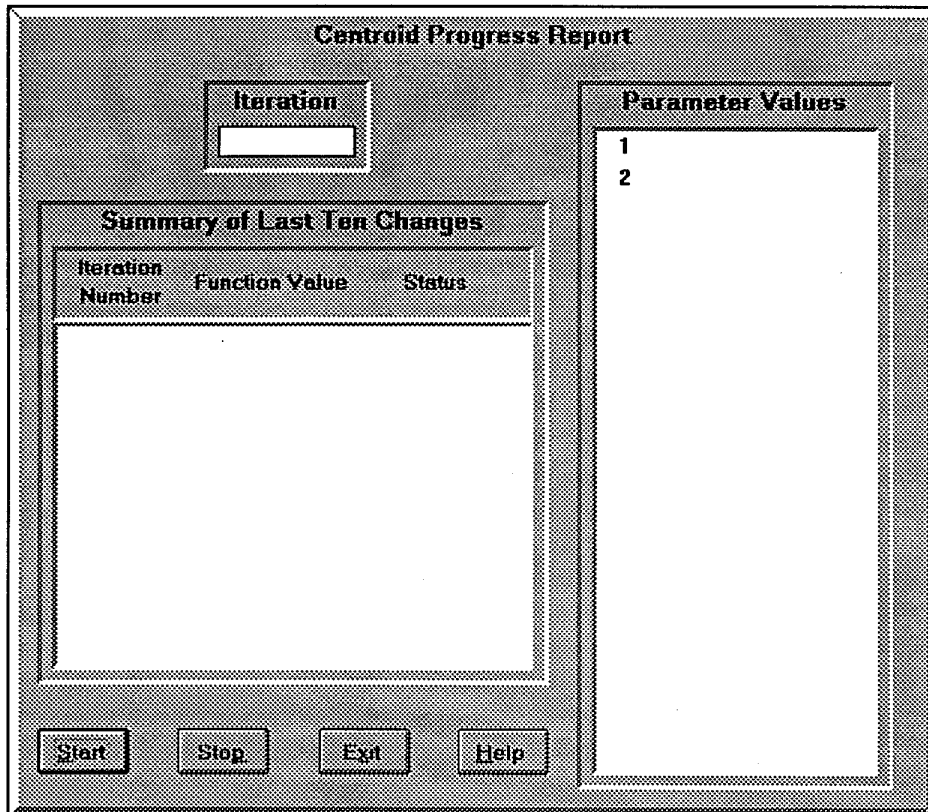 Centroid Progress Report
Iteration
Summary of Last Ten Changes
Iteration
Number
Function Value
Status
Parameter Values
1
2
Start
Stop
Exit
Help